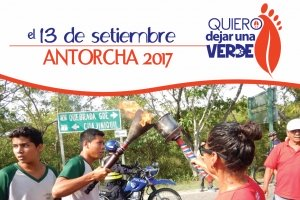 el 13 de setiembre
ANTORCHA 2017
QUIERO
dejar una
VERDE
QUEBRADA GDE